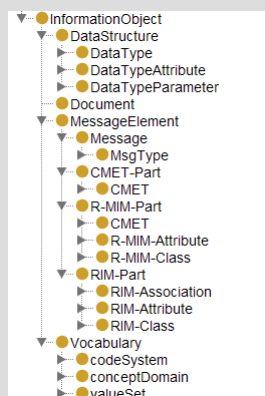 InformationObject
DataStructure
DataType
DataTypeAttribute
DataTypeParameter
Document
MessageElement
Message
MsgType
CMET-Part
CMET
R-MIM-Part
CMET
R-MIM-Attribute
R-MIM-Class
RIM-Part
RIM-Association
RIM-Attribute
RIM-Class
Vocabulary
codeSystem
conceptDomain
valueSet